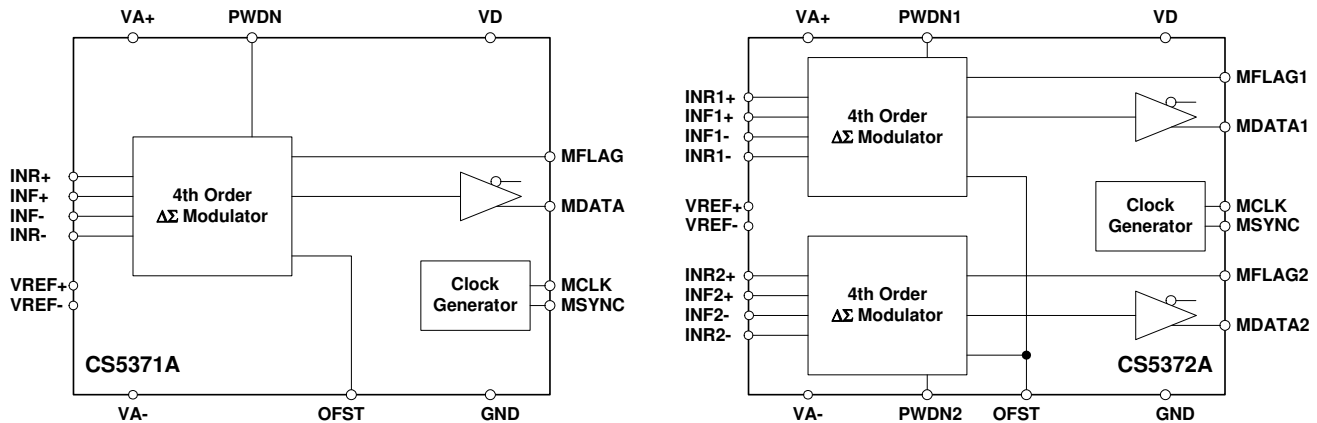 VA+
PWDN
VD
INR+
INF+
INF-
INR-
VREF+
VREF-
4th Order
ΔΣ Modulator
MFLAG
MDATA
Clock
Generator
MCLK
MSYNC
CS5371A
VA-
OFST
GND
VA+
PWDN1
VD
INR1+
INF1+
INF1-
INR1-
4th Order
ΔΣ Modulator
MFLAG1
MDATA1
VREF+
VREF-
Clock
Generator
MCLK
MSYNC
INR2+
INF2+
INF2-
INR2-
4th Order
ΔΣ Modulator
MFLAG2
MDATA2
CS5372A
VA-
PWDN2
OFST
GND